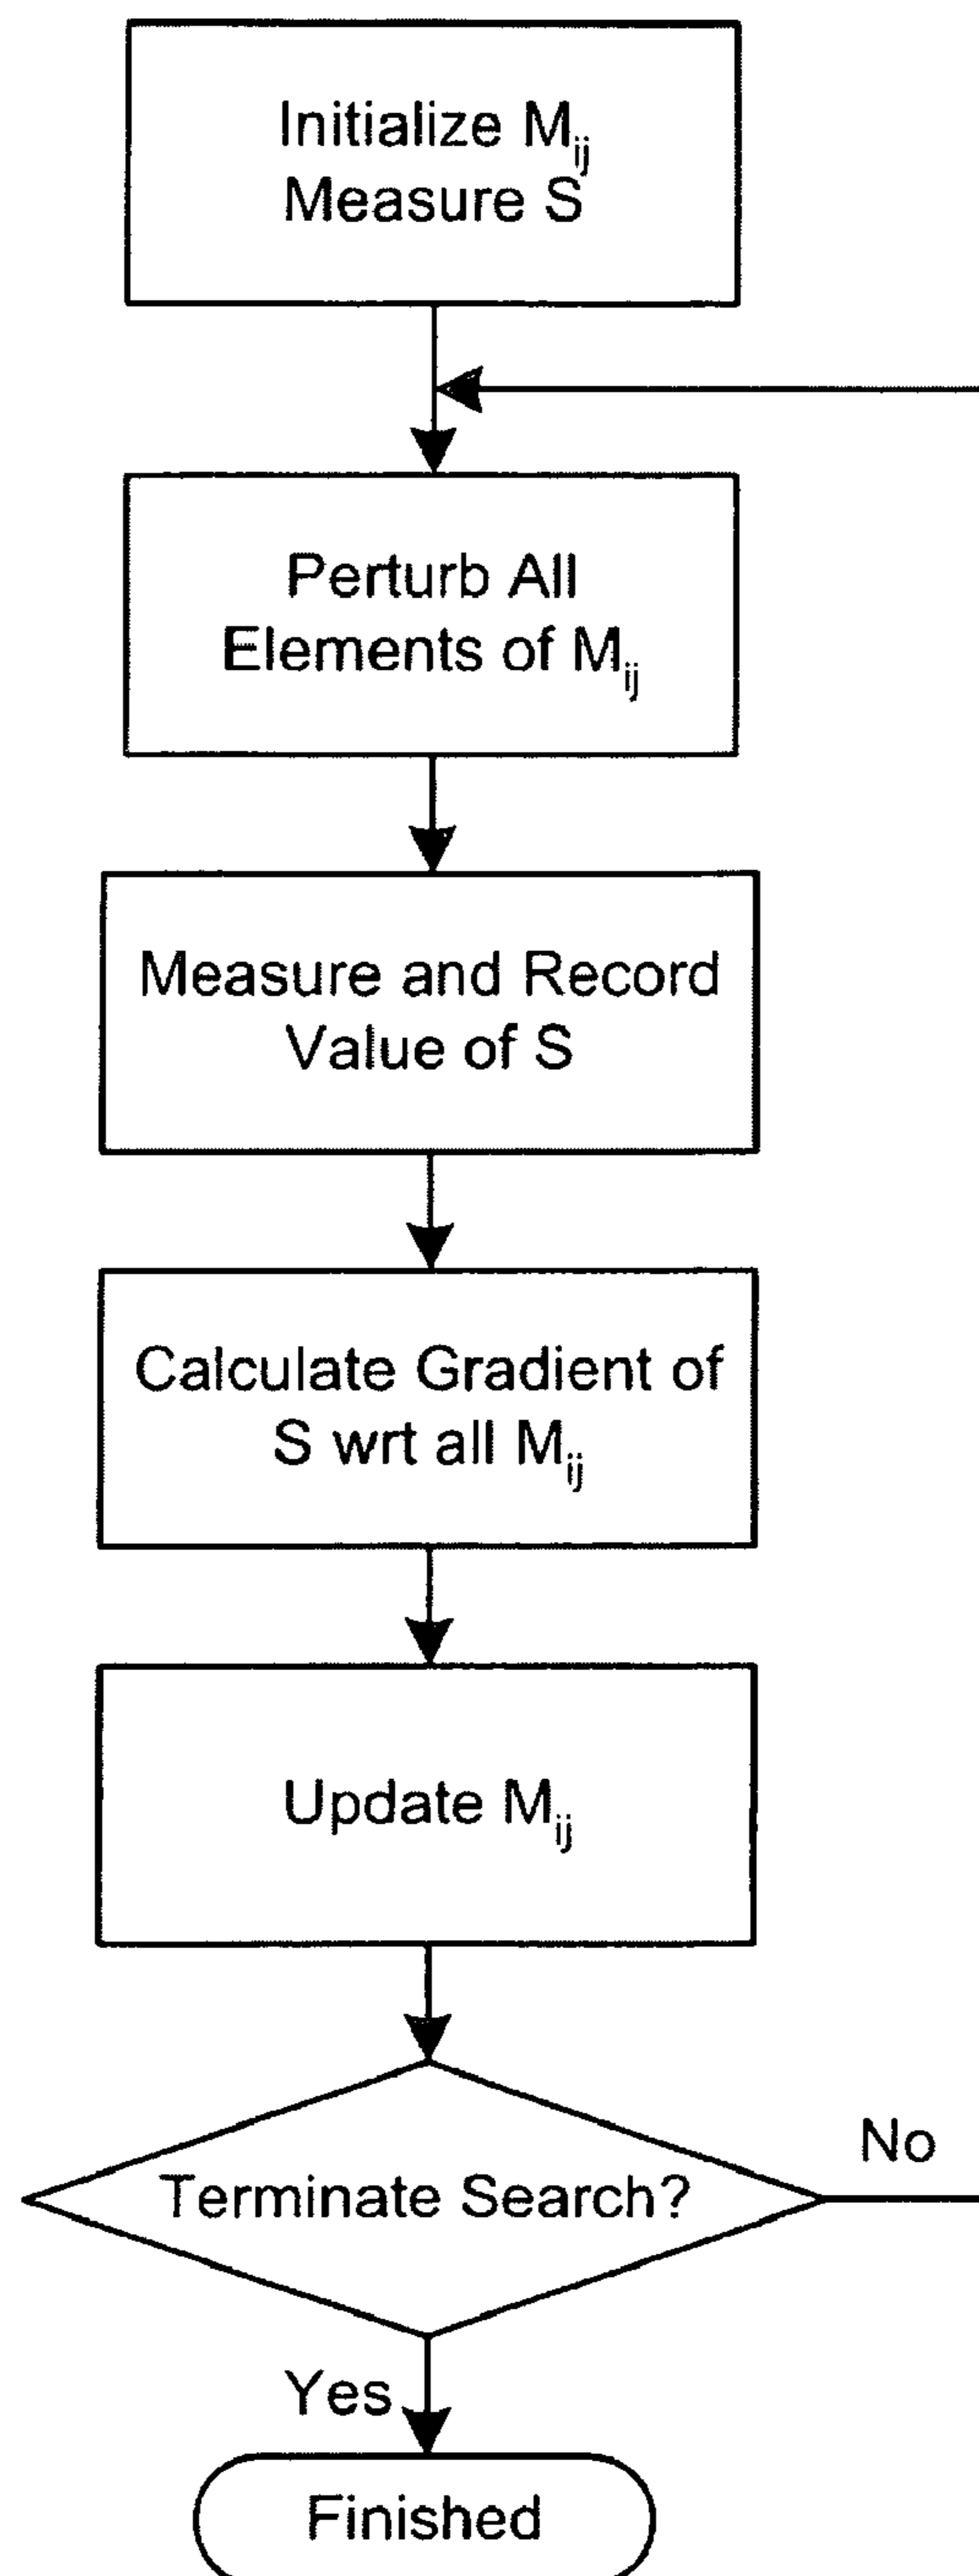 Initialize M_ij
Measure S
Perturb All
Elements of M_ij
Measure and Record
Value of S
Calculate Gradient of
S wrt all M_ij
Update M_ij
Terminate Search?
No
Yes
Finished